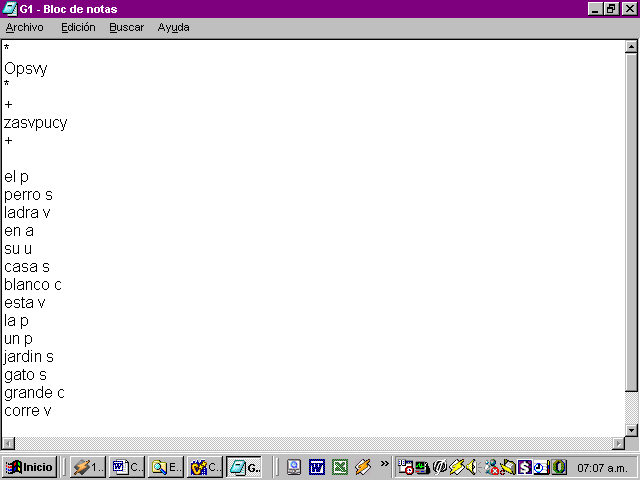 G1 - Bloc de notas
Archivo Edición Buscar Ayuda
*
Opsvy
*
+
zasvpucy
+
el p
perro s
ladra v
en a
su u
casa s
blanco c
esta v
la p
un p
jardin s
gato s
grande c
corre v
Inicio 1... C... E... C... G... » 07:07 a.m.